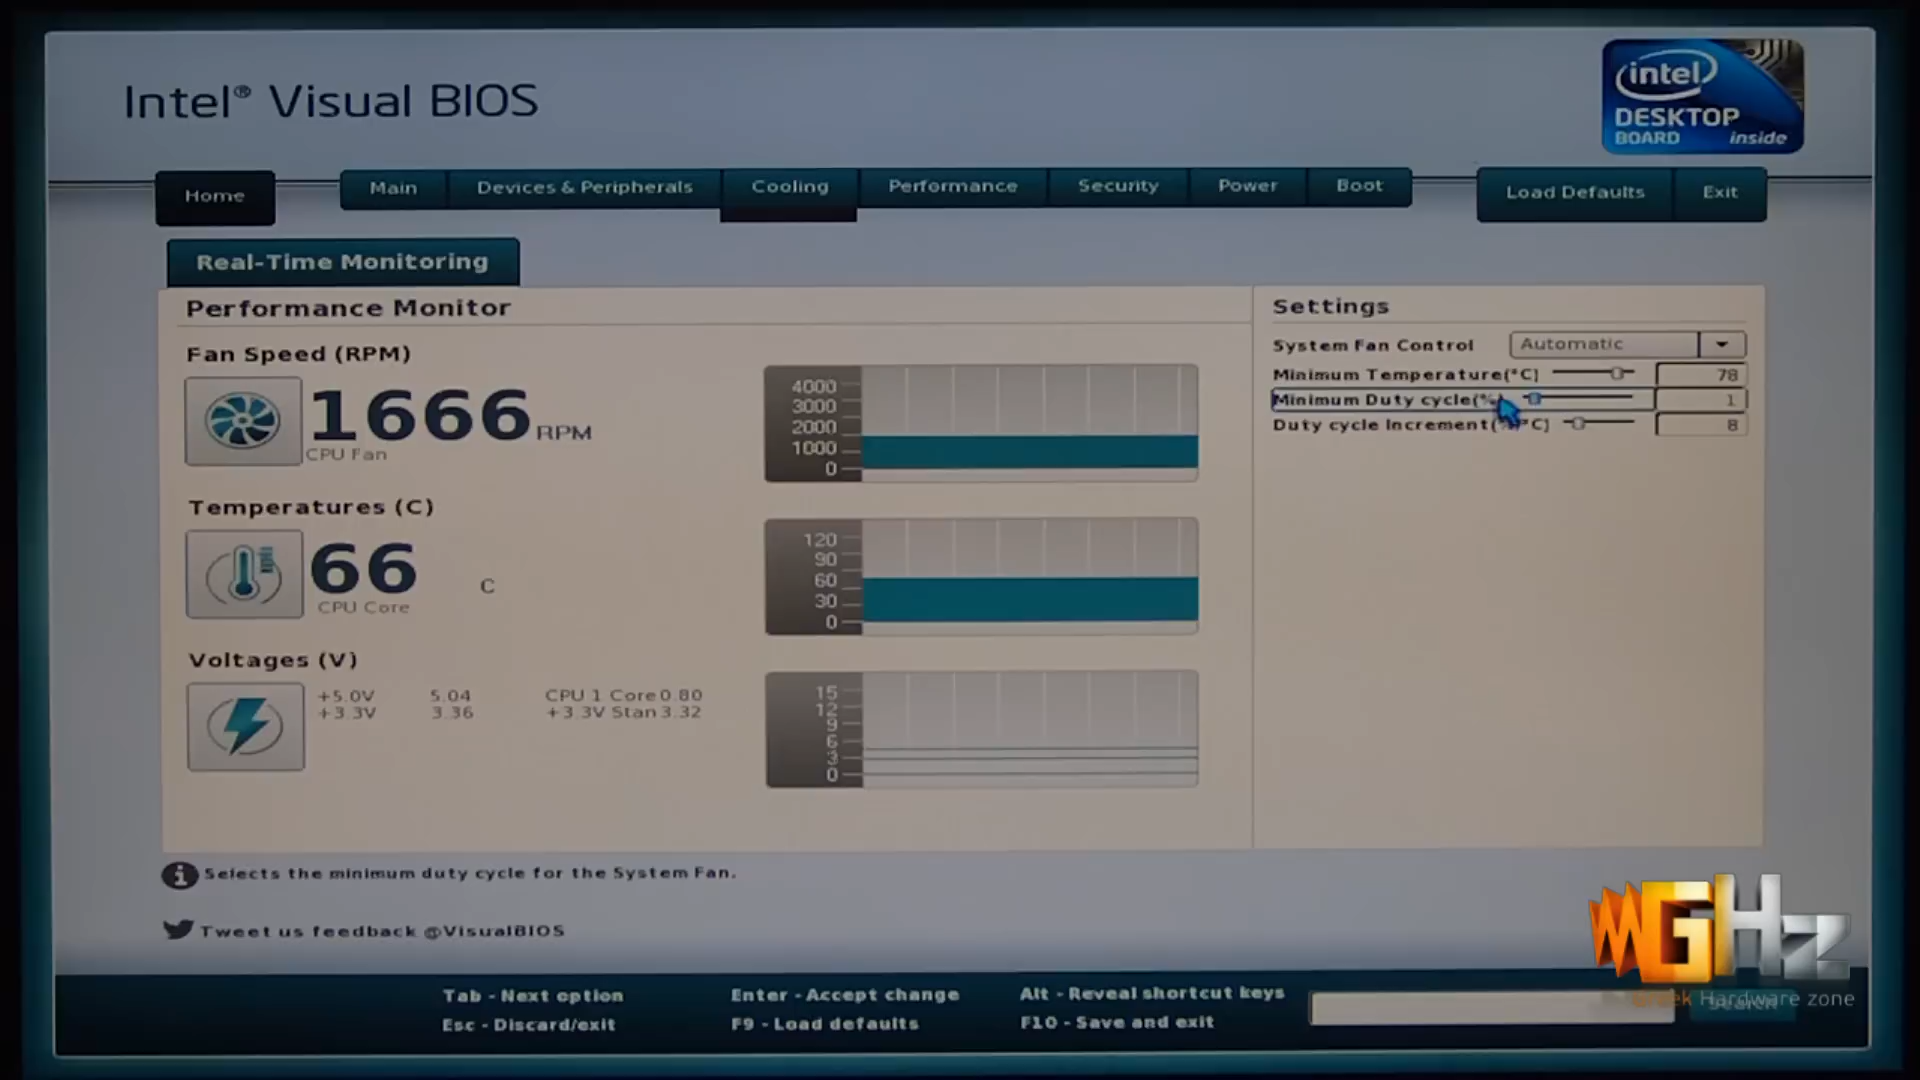 Intel® Visual BIOS
intel
DESKTOP
BOARD inside
Home
Main
Devices & Peripherals
Cooling
Performance
Security
Power
Boot
Load Defaults
Exit
Real-Time Monitoring
Performance Monitor
Fan Speed (RPM)
1666 RPM
CPU Fan
4000
3000
2000
1000
0
Temperatures (C)
66 C
CPU Core
120
90
60
30
0
Voltages (V)
+5.0V 5.04 CPU 1 Core 0.80
+3.3V 3.36 +3.3V Stan 3.32
15
12
9
6
3
0
Settings
System Fan Control Automatic
Minimum Temperature(°C) 78
Minimum Duty cycle(%) 1
Duty cycle Increment( °C) 8
Selects the minimum duty cycle for the System Fan.
Tweet us feedback @VisualBIOS
Tab - Next option
Enter - Accept change
Alt - Reveal shortcut keys
Esc - Discard/exit
F9 - Load defaults
F10 - Save and exit
Search
GHz
Hardware zone